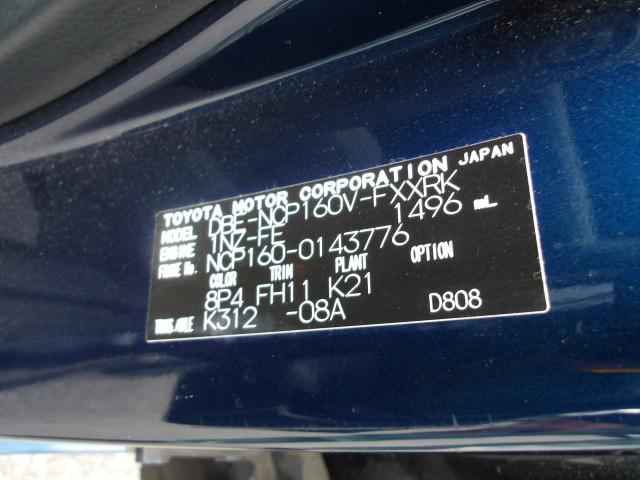 TOYOTA MOTOR CORPORATION JAPAN
MODEL DBE-NCP160V-FXXRK
ENGINE 1NZ-FE 1496 mL
FRAME No. NCP160-0143776
COLOR TRIM PLANT OPTION
8P4 FH11 K21
TRANS./AXLE K312 -08A D808